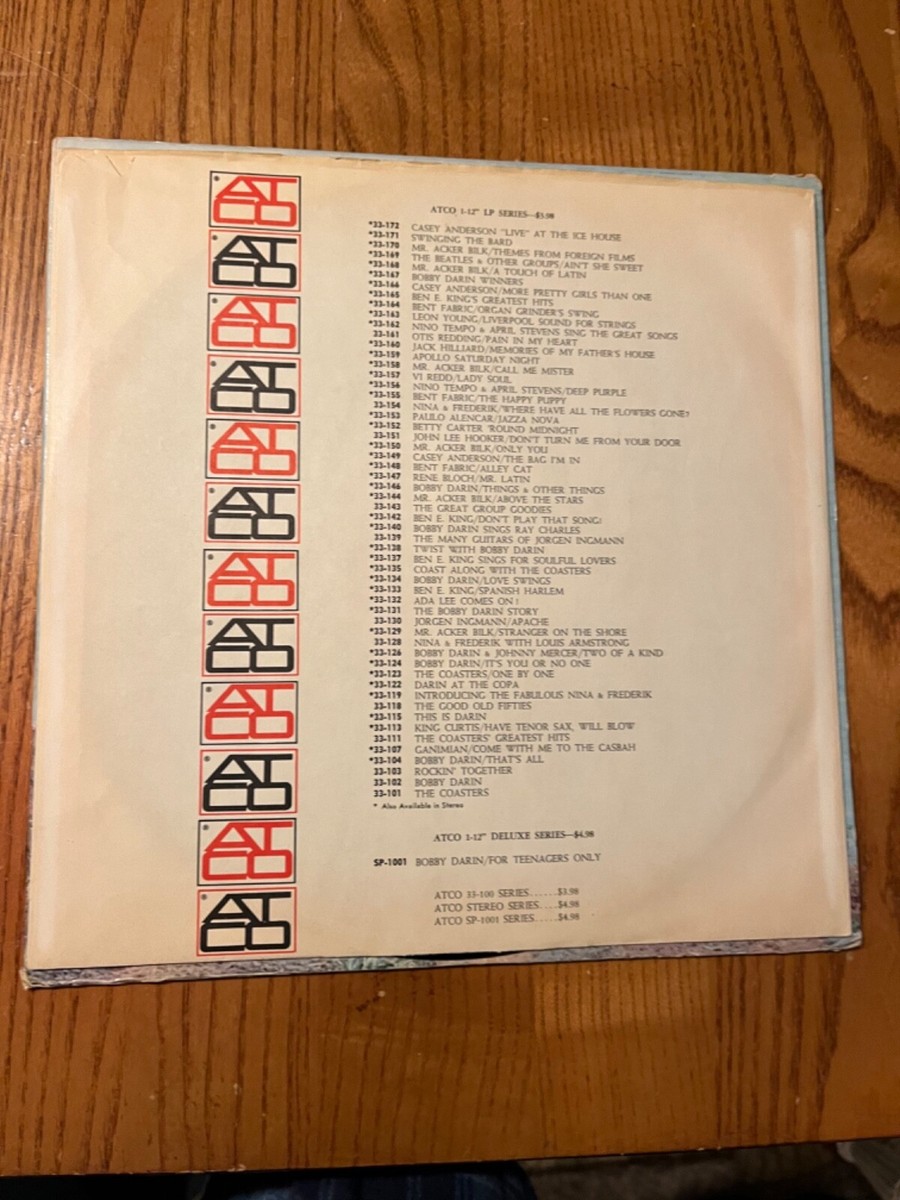 ATCO
ATCO
ATCO
ATCO
ATCO
ATCO
ATCO
ATCO
ATCO
ATCO
ATCO
ATCO
ATCO 1-12" LP SERIES—$3.98
*33-172 CASEY ANDERSON "LIVE" AT THE ICE HOUSE
*33-171 SWINGING THE BARD
*33-170 MR. ACKER BILK/THEMES FROM FOREIGN FILMS
*33-169 THE BEATLES & OTHER GROUPS/AIN'T SHE SWEET
*33-168 MR. ACKER BILK/A TOUCH OF LATIN
*33-167 BOBBY DARIN WINNERS
*33-166 CASEY ANDERSON/MORE PRETTY GIRLS THAN ONE
*33-165 BEN E. KING'S GREATEST HITS
*33-164 BENT FABRIC/ORGAN GRINDER'S SWING
*33-163 LEON YOUNG/LIVERPOOL SOUND FOR STRINGS
*33-162 NINO TEMPO & APRIL STEVENS SING THE GREAT SONGS
33-161 OTIS REDDING/PAIN IN MY HEART
*33-160 JACK HILLIARD/MEMORIES OF MY FATHER'S HOUSE
*33-159 APOLLO SATURDAY NIGHT
*33-158 MR. ACKER BILK/CALL ME MISTER
*33-157 VI REDD/LADY SOUL
*33-156 NINO TEMPO & APRIL STEVENS/DEEP PURPLE
*33-155 BENT FABRIC/THE HAPPY PUPPY
33-154 NINA & FREDERIK/WHERE HAVE ALL THE FLOWERS GONE?
*33-153 PAULO ALENCAR/JAZZA NOVA
*33-152 BETTY CARTER 'ROUND MIDNIGHT
33-151 JOHN LEE HOOKER/DON'T TURN ME FROM YOUR DOOR
*33-150 MR. ACKER BILK/ONLY YOU
*33-149 CASEY ANDERSON/THE BAG I'M IN
*33-148 BENT FABRIC/ALLEY CAT
*33-147 RENE BLOCH/MR. LATIN
*33-146 BOBBY DARIN/THINGS & OTHER THINGS
*33-144 MR. ACKER BILK/ABOVE THE STARS
33-143 THE GREAT GROUP GOODIES
*33-142 BEN E. KING/DON'T PLAY THAT SONG!
*33-140 BOBBY DARIN SINGS RAY CHARLES
33-139 THE MANY GUITARS OF JORGEN INGMANN
*33-138 TWIST WITH BOBBY DARIN
*33-137 BEN E. KING SINGS FOR SOULFUL LOVERS
*33-135 COAST ALONG WITH THE COASTERS
*33-134 BOBBY DARIN/LOVE SWINGS
*33-133 BEN E. KING/SPANISH HARLEM
*33-132 ADA LEE COMES ON!
*33-131 THE BOBBY DARIN STORY
33-130 JORGEN INGMANN/APACHE
*33-129 MR. ACKER BILK/STRANGER ON THE SHORE
33-128 NINA & FREDERIK WITH LOUIS ARMSTRONG
*33-126 BOBBY DARIN & JOHNNY MERCER/TWO OF A KIND
*33-124 BOBBY DARIN/IT'S YOU OR NO ONE
*33-123 THE COASTERS/ONE BY ONE
*33-122 DARIN AT THE COPA
*33-119 INTRODUCING THE FABULOUS NINA & FREDERIK
33-118 THE GOOD OLD FIFTIES
*33-115 THIS IS DARIN
*33-113 KING CURTIS/HAVE TENOR SAX, WILL BLOW
33-111 THE COASTERS' GREATEST HITS
*33-107 GANIMIAN/COME WITH ME TO THE CASBAH
*33-104 BOBBY DARIN/THAT'S ALL
33-103 ROCKIN' TOGETHER
33-102 BOBBY DARIN
33-101 THE COASTERS
* Also Available in Stereo
ATCO 1-12" DELUXE SERIES—$4.98
SP-1001 BOBBY DARIN/FOR TEENAGERS ONLY
ATCO 33-100 SERIES......$3.98
ATCO STEREO SERIES....$4.98
ATCO SP-1001 SERIES.....$4.98